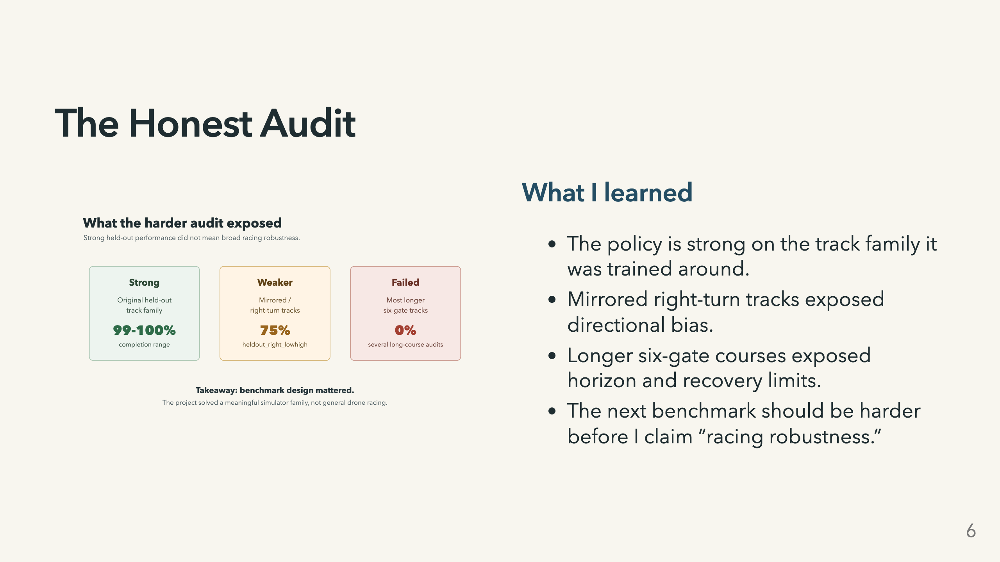 The Honest Audit
What the harder audit exposed
Strong held-out performance did not mean broad racing robustness.
Strong
Original held-out
track family
99-100%
completion range
Weaker
Mirrored /
right-turn tracks
75%
heldout_right_lowhigh
Failed
Most longer
six-gate tracks
0%
several long-course audits
Takeaway: benchmark design mattered.
The project solved a meaningful simulator family, not general drone racing.
What I learned
• The policy is strong on the track family it
was trained around.
• Mirrored right-turn tracks exposed
directional bias.
• Longer six-gate courses exposed
horizon and recovery limits.
• The next benchmark should be harder
before I claim “racing robustness.”
6